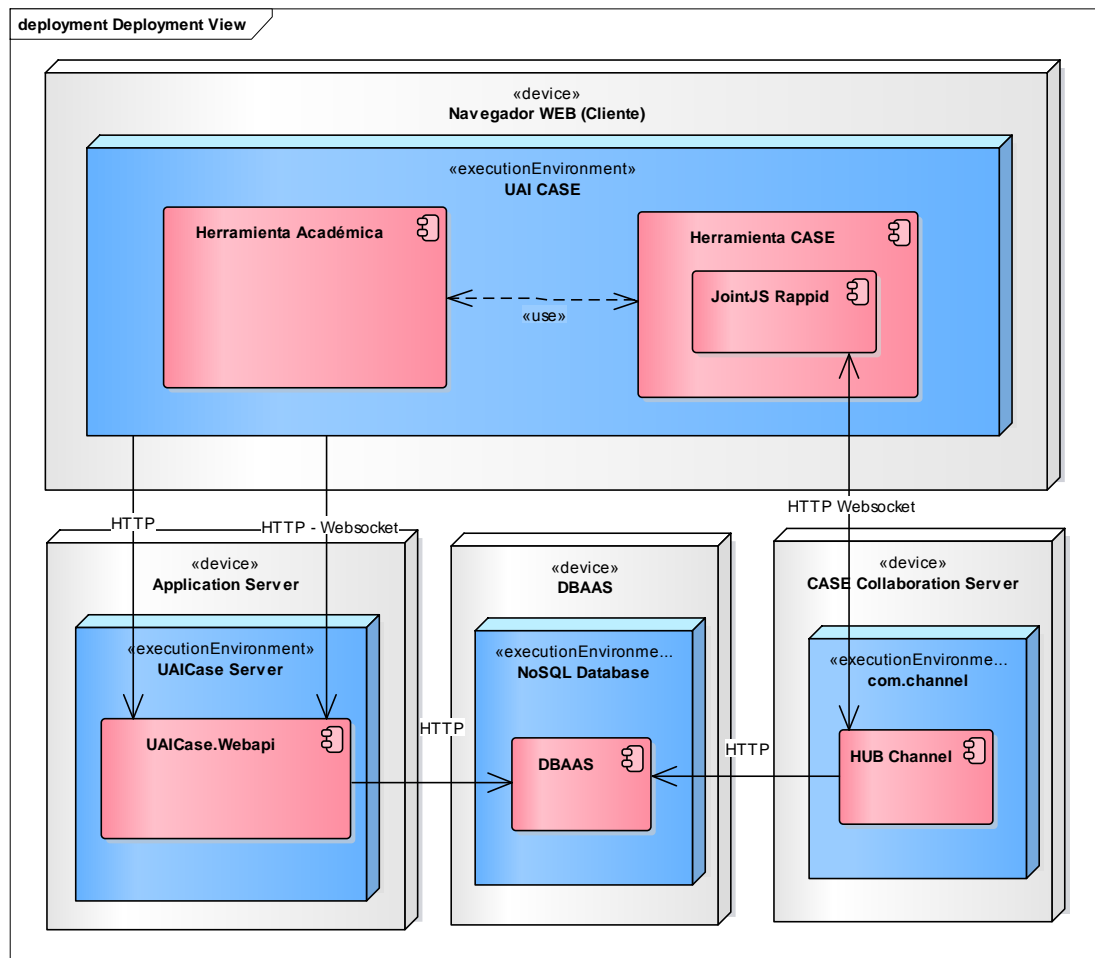 deployment Deployment View
«device»
Navegador WEB (Cliente)
«executionEnvironment»
UAI CASE
Herramienta Académica
Herramienta CASE
JointJS Rappid
«use»
HTTP
HTTP - Websocket
HTTP Websocket
«device»
Application Server
«executionEnvironment»
UAICase Server
UAICase.Webapi
HTTP
«device»
DBAAS
«executionEnvironme...
NoSQL Database
DBAAS
HTTP
«device»
CASE Collaboration Server
«executionEnvironme...
com.channel
HUB Channel